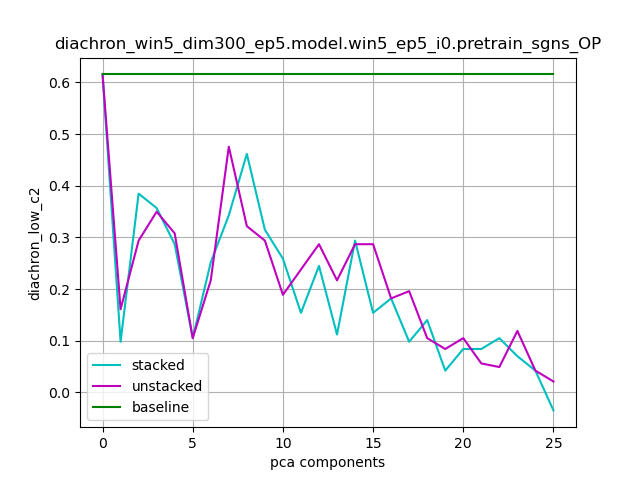 diachron_win5_dim300_ep5.model.win5_ep5_i0.pretrain_sgns_OP
diachron_low_c2
0.6
0.5
0.4
0.3
0.2
0.1
0.0
stacked
unstacked
baseline
0
5
10
15
20
25
pca components